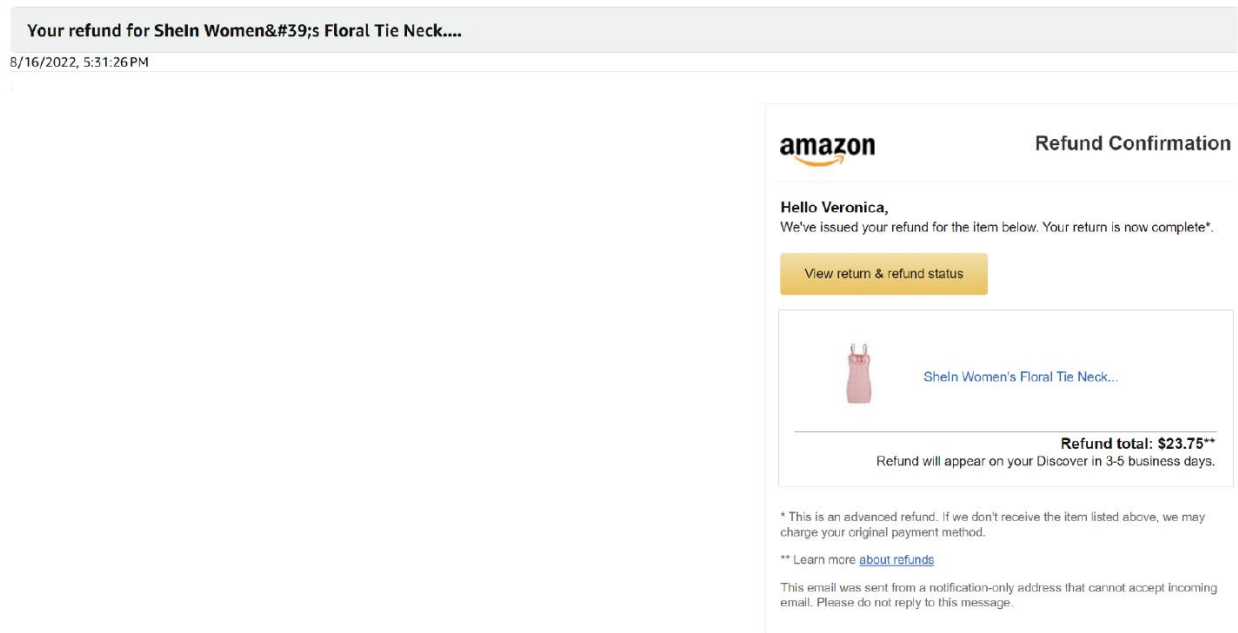 Your refund for SheIn Women&#39;s Floral Tie Neck....
8/16/2022, 5:31:26 PM
amazon
Refund Confirmation
Hello Veronica,
We've issued your refund for the item below. Your return is now complete*.
View return & refund status
SheIn Women's Floral Tie Neck...
Refund total: $23.75**
Refund will appear on your Discover in 3-5 business days.
* This is an advanced refund. If we don't receive the item listed above, we may
charge your original payment method.
** Learn more about refunds
This email was sent from a notification-only address that cannot accept incoming
email. Please do not reply to this message.